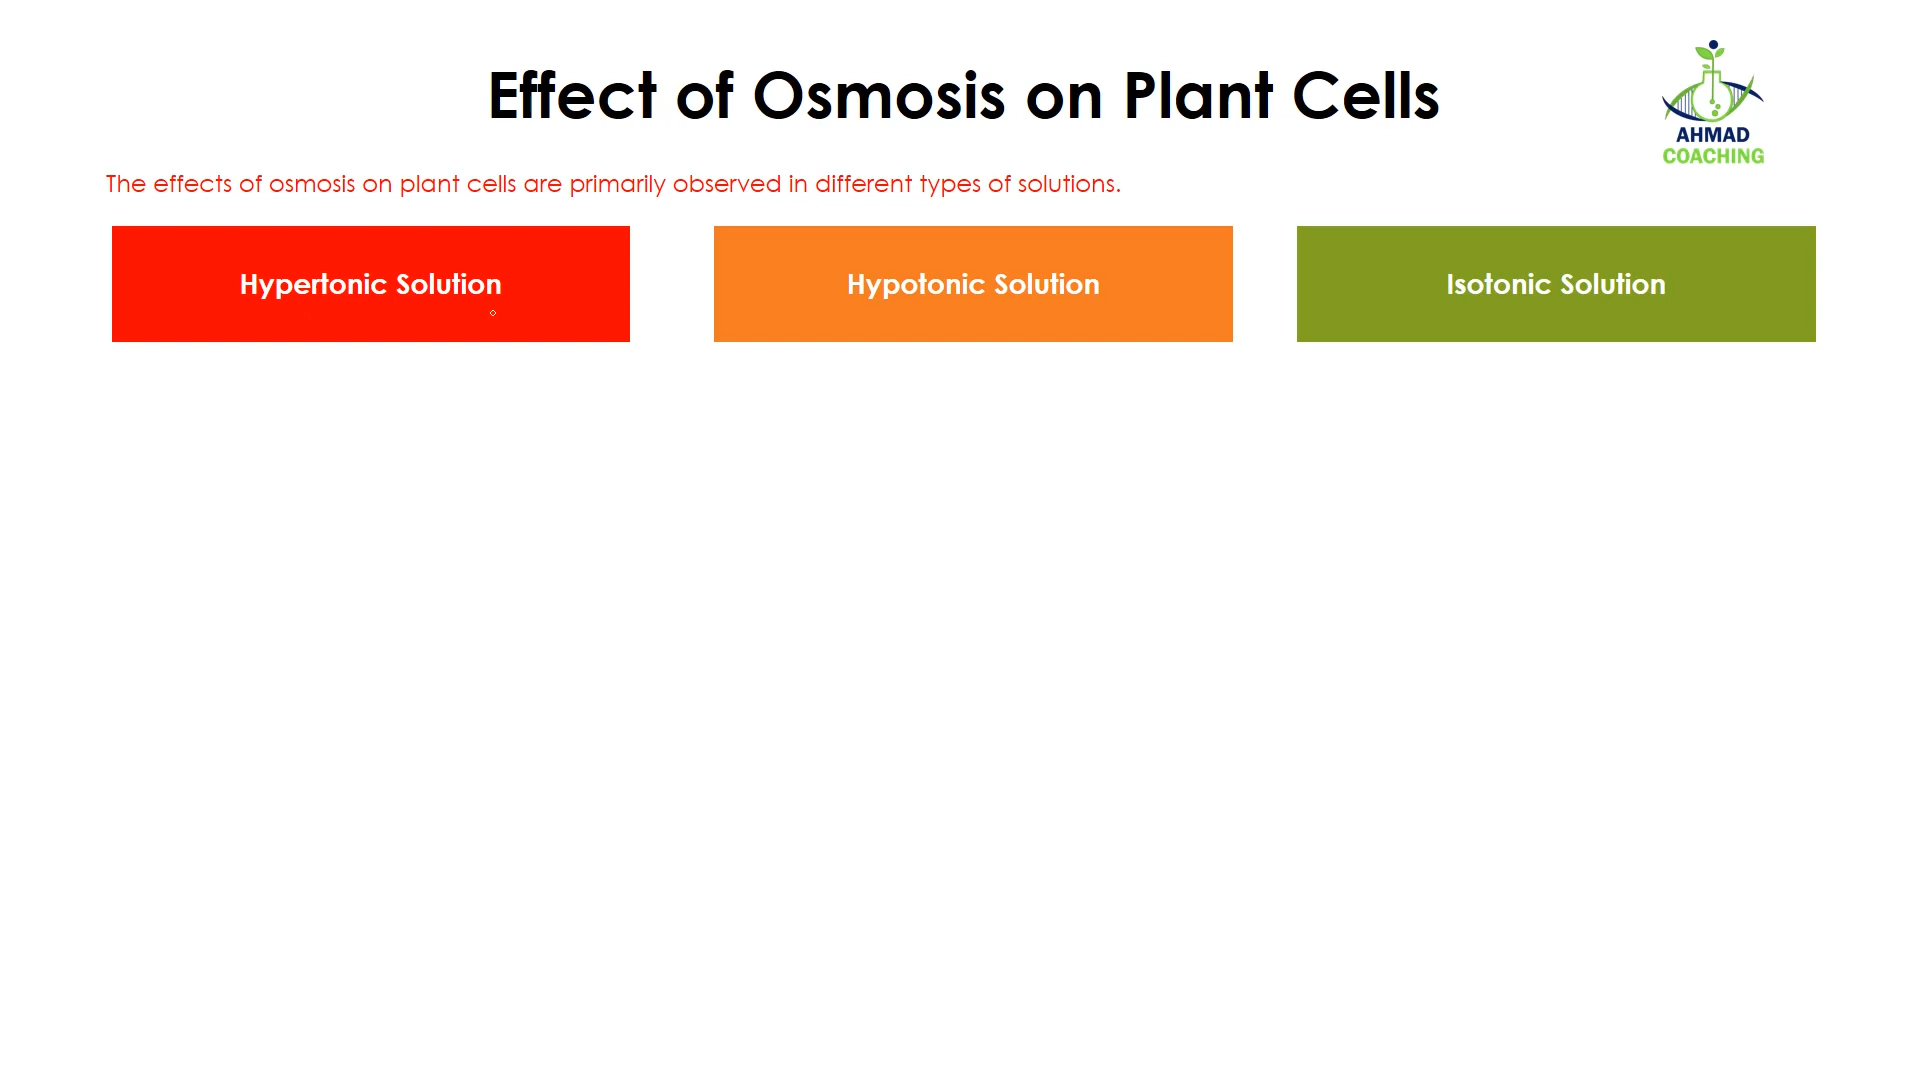 Effect of Osmosis on Plant Cells
AHMAD
COACHING
The effects of osmosis on plant cells are primarily observed in different types of solutions.
Hypertonic Solution
Hypotonic Solution
Isotonic Solution